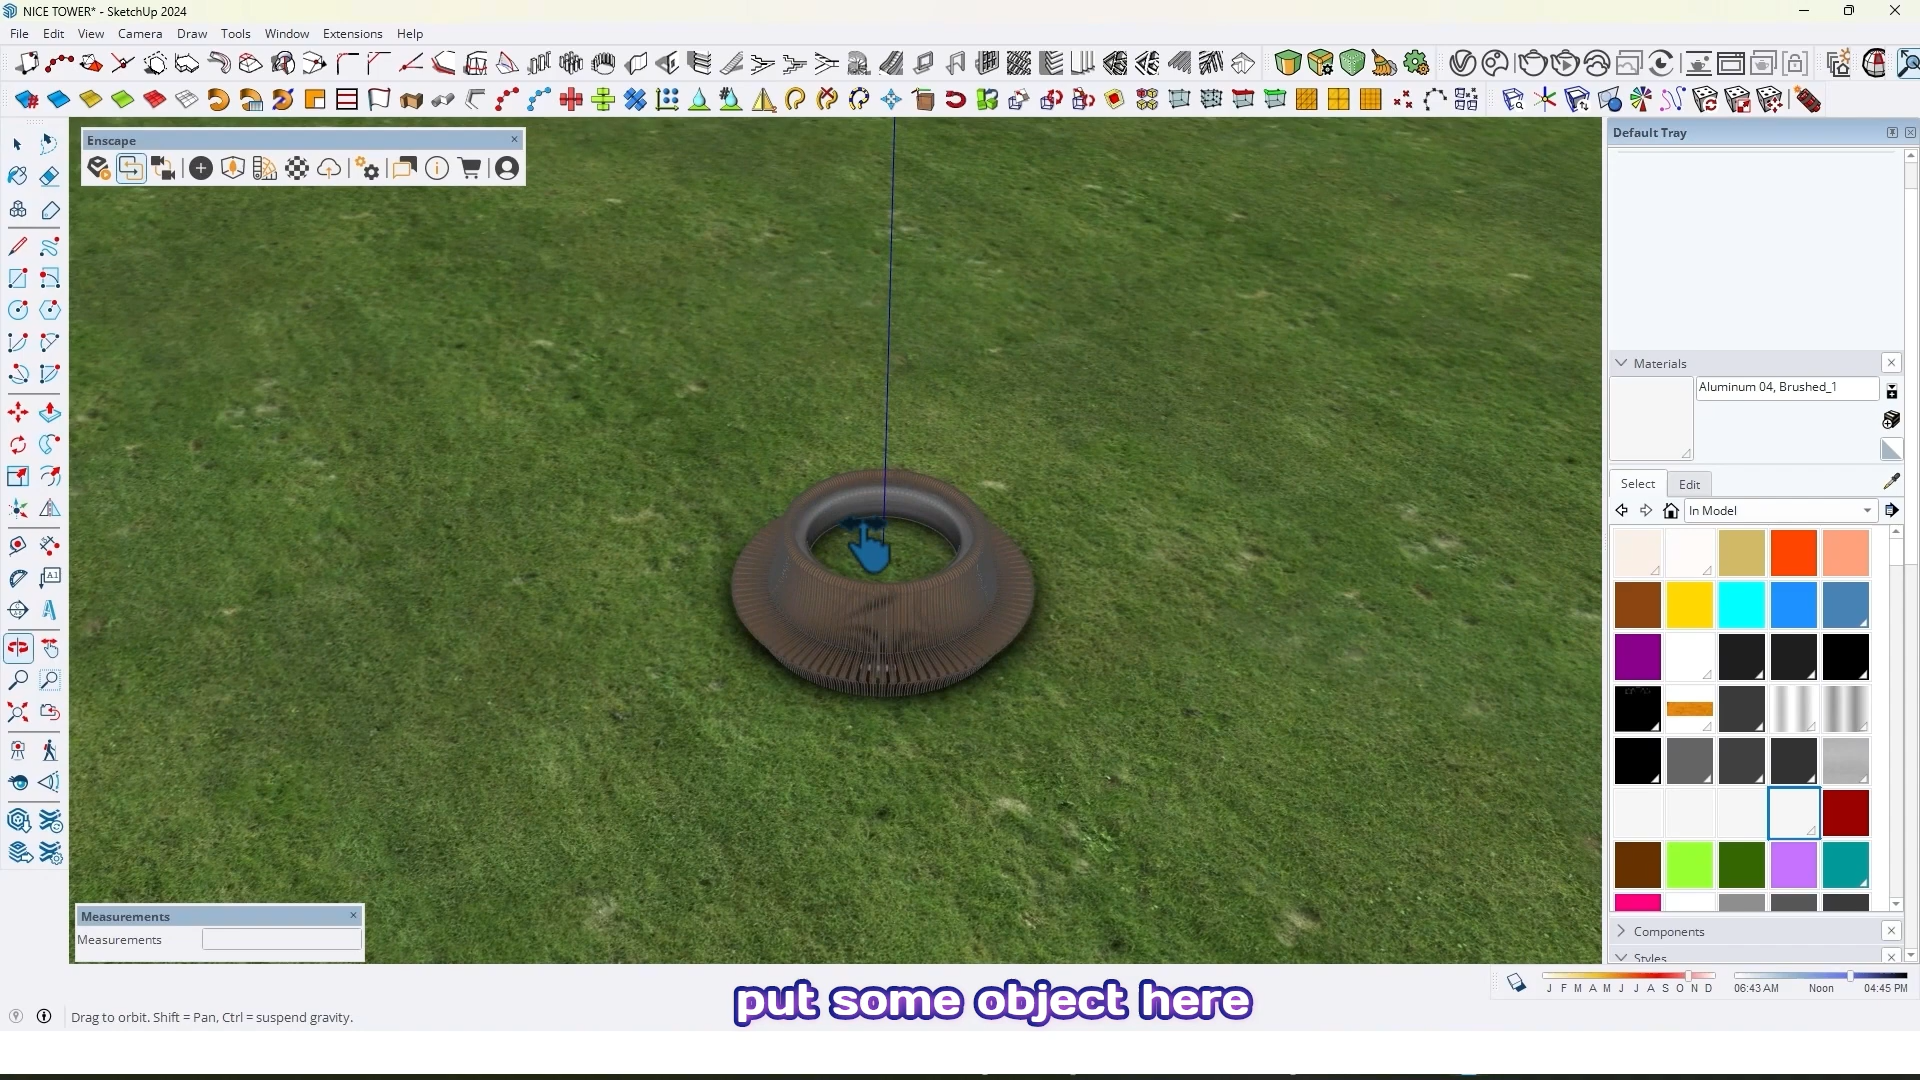 NICE TOWER* - SketchUp 2024
File Edit View Camera Draw Tools Window Extensions Help
Enscape
Default Tray
Materials
Aluminum 04, Brushed_1
Select Edit
In Model
A1
Components
Styles
Measurements
Measurements
J F M A M J J A S O N D
06:43 AM Noon 04:45 PM
put some object here
Drag to orbit. Shift = Pan, Ctrl = suspend gravity.